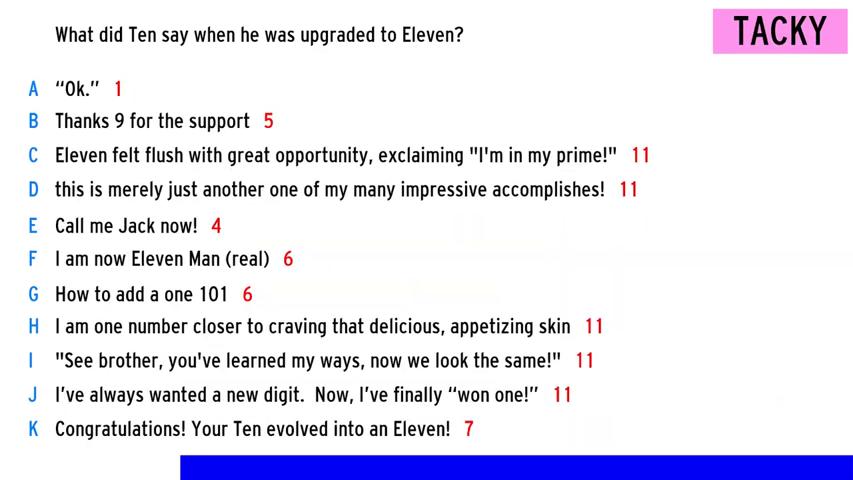 What did Ten say when he was upgraded to Eleven?
TACKY
A “Ok.” 1
B Thanks 9 for the support 5
C Eleven felt flush with great opportunity, exclaiming "I'm in my prime!" 11
D this is merely just another one of my many impressive accomplishes! 11
E Call me Jack now! 4
F I am now Eleven Man (real) 6
G How to add a one 101 6
H I am one number closer to craving that delicious, appetizing skin 11
I "See brother, you've learned my ways, now we look the same!" 11
J I’ve always wanted a new digit. Now, I’ve finally “won one!” 11
K Congratulations! Your Ten evolved into an Eleven! 7